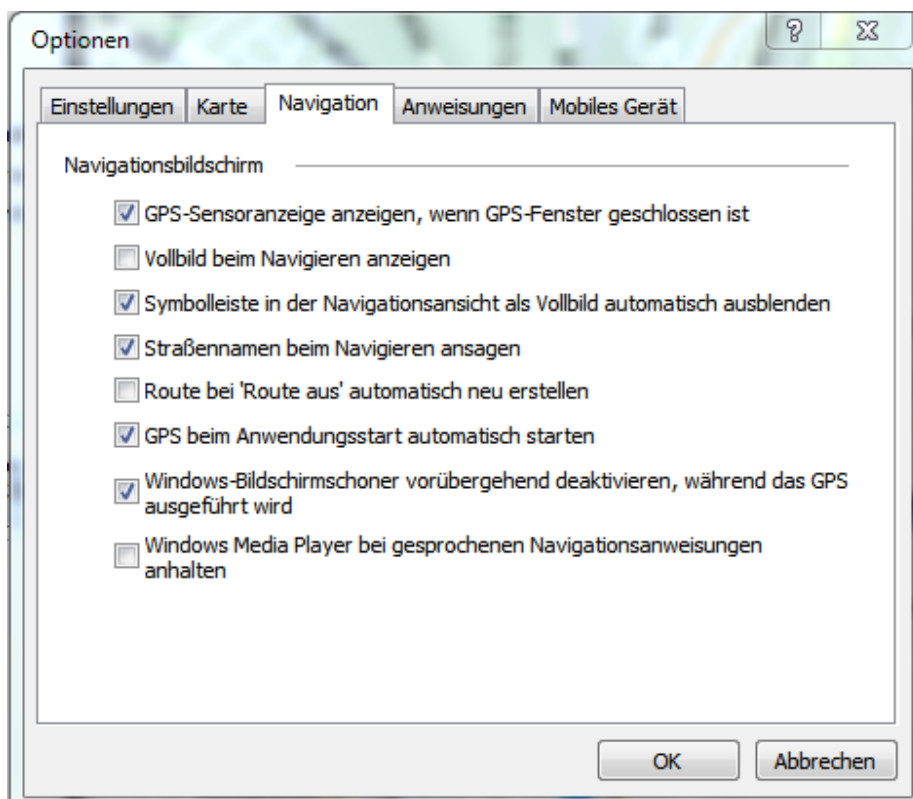 Optionen
Einstellungen Karte Navigation Anweisungen Mobiles Gerät
Navigationsbildschirm
GPS-Sensoranzeige anzeigen, wenn GPS-Fenster geschlossen ist
Vollbild beim Navigieren anzeigen
Symbolleiste in der Navigationsansicht als Vollbild automatisch ausblenden
Straßennamen beim Navigieren ansagen
Route bei 'Route aus' automatisch neu erstellen
GPS beim Anwendungsstart automatisch starten
Windows-Bildschirmschoner vorübergehend deaktivieren, während das GPS
ausgeführt wird
Windows Media Player bei gesprochenen Navigationsanweisungen
anhalten
OK Abbrechen